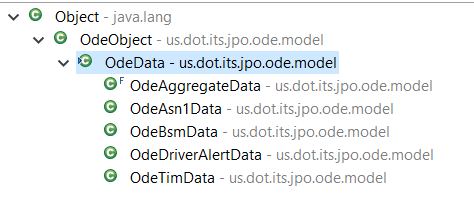 Object - java.lang
OdeObject - us.dot.its.jpo.ode.model
OdeData - us.dot.its.jpo.ode.model
OdeAggregateData - us.dot.its.jpo.ode.model
OdeAsn1Data - us.dot.its.jpo.ode.model
OdeBsmData - us.dot.its.jpo.ode.model
OdeDriverAlertData - us.dot.its.jpo.ode.model
OdeTimData - us.dot.its.jpo.ode.model